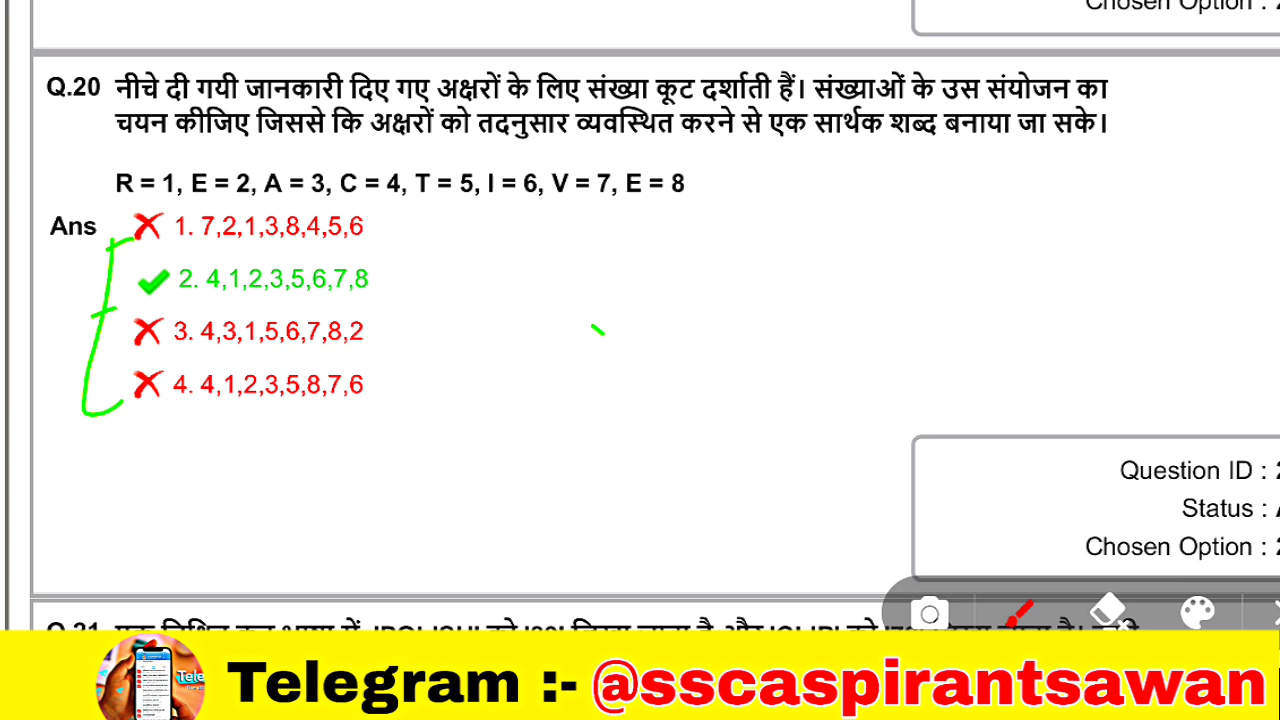 Chosen Option :
Q.20 नीचे दी गयी जानकारी दिए गए अक्षरों के लिए संख्या कूट दर्शाती हैं। संख्याओं के उस संयोजन का
चयन कीजिए जिससे कि अक्षरों को तदनुसार व्यवस्थित करने से एक सार्थक शब्द बनाया जा सके।
R = 1, E = 2, A = 3, C = 4, T = 5, I = 6, V = 7, E = 8
Ans 1. 7,2,1,3,8,4,5,6
2. 4,1,2,3,5,6,7,8
3. 4,3,1,5,6,7,8,2
4. 4,1,2,3,5,8,7,6
Question ID :
Status :
Chosen Option :
Telegram :- @sscaspirantsawan